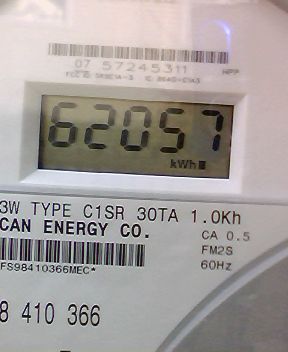 07 57245311
62057
kWh
3W TYPE C1SR 30TA 1.0Kh
CAN ENERGY CO.
CA 0.5
FM2S
60Hz
FS98410366MEC*
8 410 366